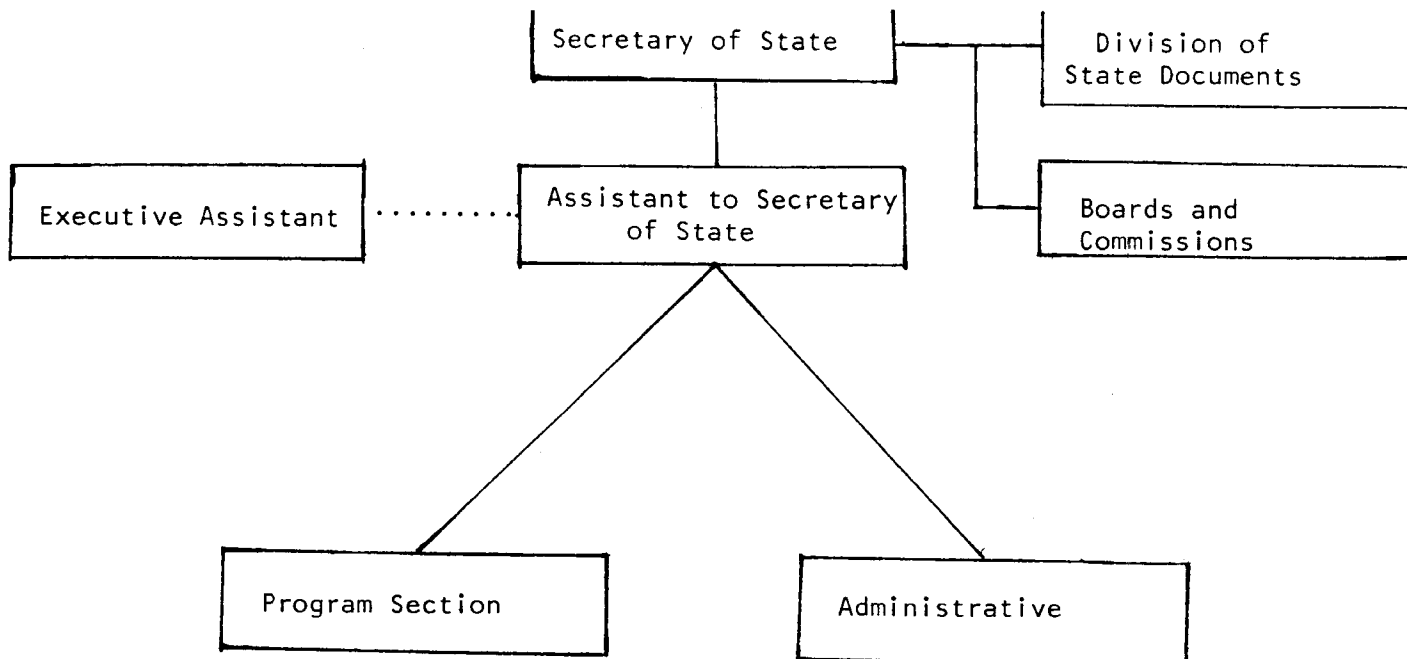 Secretary of State
Division of
State Documents
Executive Assistant
Assistant to Secretary
of State
Boards and
Commissions
Program Section
Administrative